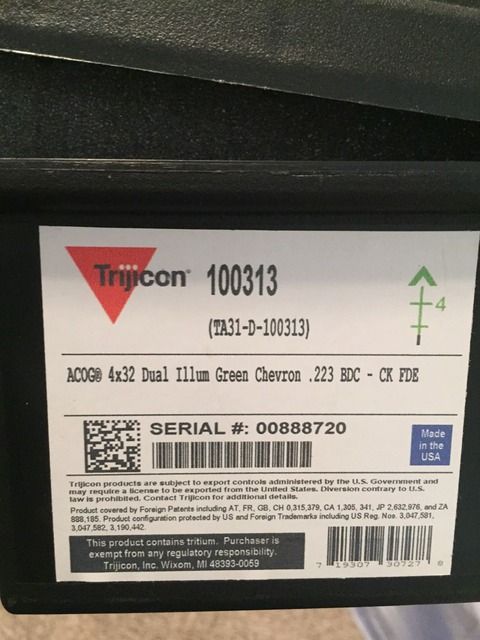 Trijicon® 100313
(TA31-D-100313)
4
ACOG® 4x32 Dual Illum Green Chevron .223 BDC - CK FDE
SERIAL #: 00888720
Made
in the
USA
Trijicon products are subject to export controls administered by the U.S. Government and
may require a license to be exported from the United States. Diversion contrary to U.S.
law is prohibited. Contact Trijicon for additional details.
Product covered by Foreign Patents including AT, FR, GB, CH 0,315,379, CA 1,305, 341, JP 2,632,976, and ZA
888,185. Product configuration protected by US and Foreign Trademarks including US Reg. Nos. 3,047,581,
3,047,582, 3,190,442.
This product contains tritium. Purchaser is
exempt from any regulatory responsibility.
Trijicon, Inc. Wixom, MI 48393-0059
7 19307 30727 8